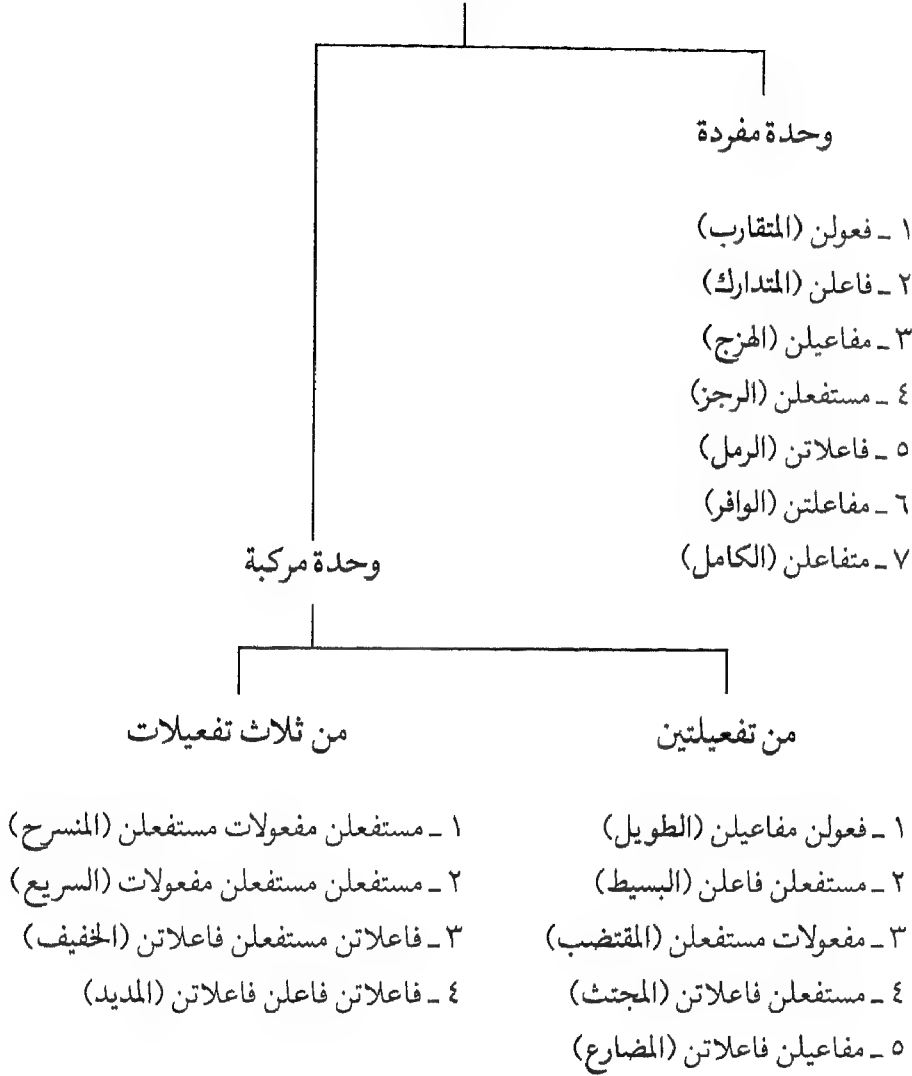 وحدة مفردة
١ ـ فعولن (المتقارب)
٢ ـ فاعلن (المتدارك)
٣ ـ مفاعيلن (الهزج)
٤ ـ مستفعلن (الرجز)
٥ ـ فاعلاتن (الرمل)
٦ ـ مفاعلتن (الوافر)
٧ ـ متفاعلن (الكامل)
وحدة مركبة
من تفعيلتين
١ ـ فعولن مفاعيلن (الطويل)
٢ ـ مستفعلن فاعلن (البسيط)
٣ ـ مفعولات مستفعلن (المقتضب)
٤ ـ مستفعلن فاعلاتن (المجتث)
٥ ـ مفاعيلن فاعلاتن (المضارع)
من ثلاث تفعيلات
١ ـ مستفعلن مفعولات مستفعلن (المنسرح)
٢ ـ مستفعلن مستفعلن مفعولات (السريع)
٣ ـ فاعلاتن مستفعلن فاعلاتن (الخفيف)
٤ ـ فاعلاتن فاعلن فاعلاتن (المديد)